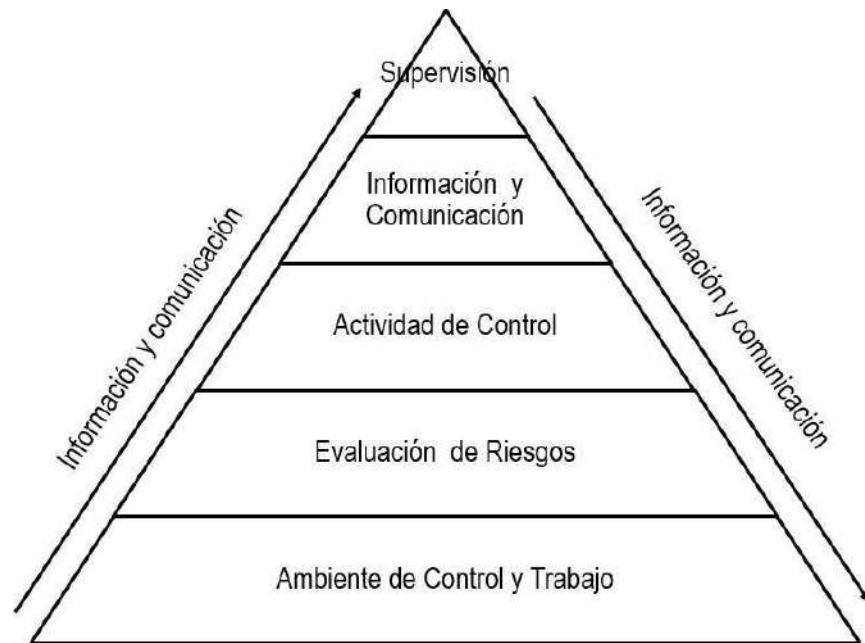 Supervisión
Información y
Comunicación
Información y comunicación
Información y comunicación
Actividad de Control
Evaluación de Riesgos
Ambiente de Control y Trabajo